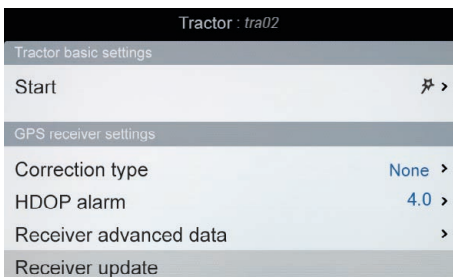 Tractor : tra02
Tractor basic settings
Start
GPS receiver settings
Correction type None
HDOP alarm 4.0
Receiver advanced data
Receiver update